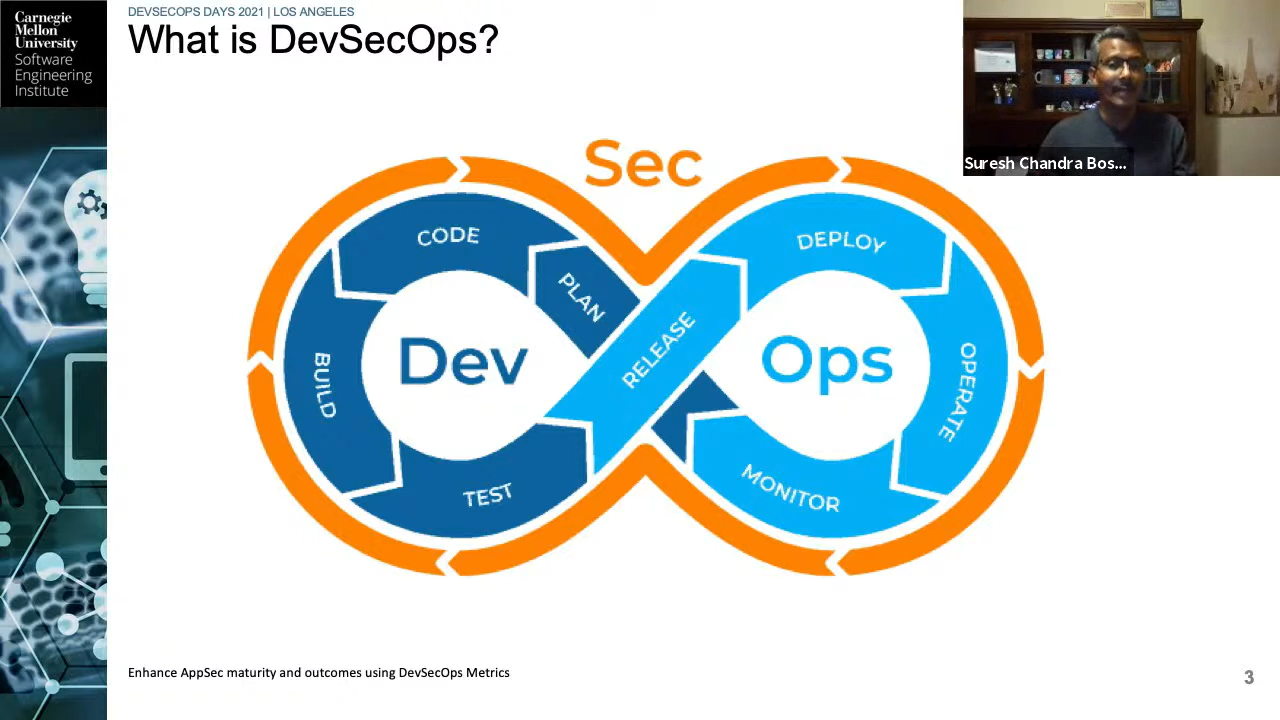 Carnegie
Mellon
University
Software
Engineering
Institute
DEVSECOPS DAYS 2021 | LOS ANGELES
What is DevSecOps?
Suresh Chandra Bos...
Sec
CODE
PLAN
DEPLOY
BUILD
Dev
RELEASE
Ops
OPERATE
TEST
MONITOR
Enhance AppSec maturity and outcomes using DevSecOps Metrics
3